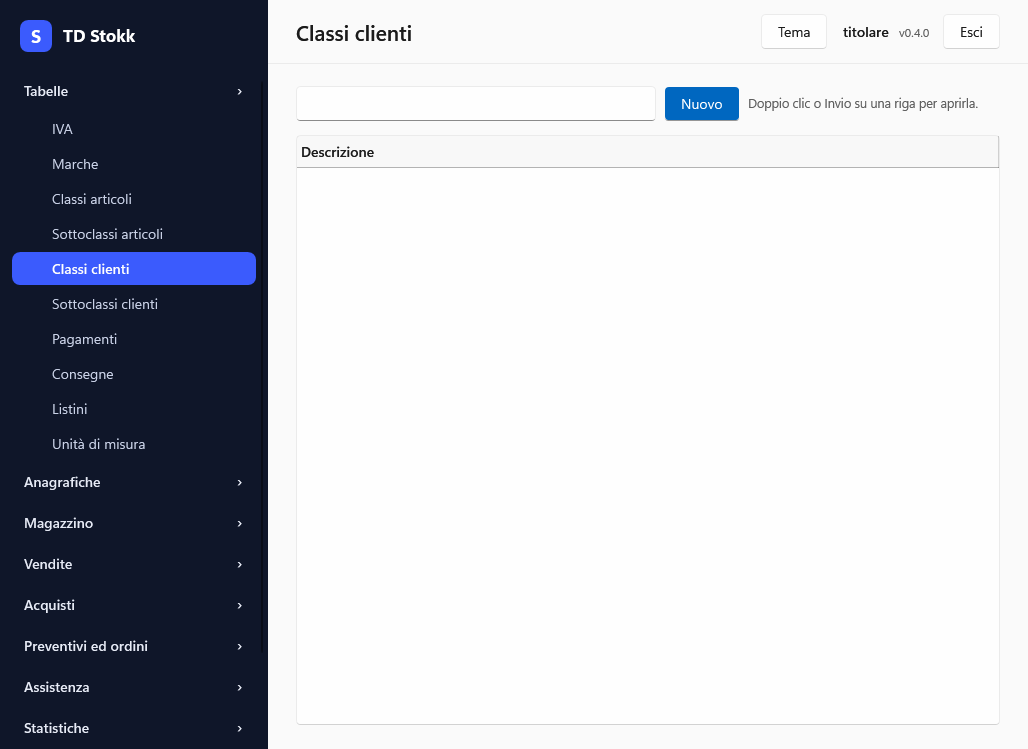 S TD Stokk
Tabelle
IVA
Marche
Classi articoli
Sottoclassi articoli
Classi clienti
Sottoclassi clienti
Pagamenti
Consegne
Listini
Unità di misura
Anagrafiche
Magazzino
Vendite
Acquisti
Preventivi ed ordini
Assistenza
Statistiche
Classi clienti
Tema titolare v0.4.0 Esci
Nuovo Doppio clic o Invio su una riga per aprirla.
Descrizione